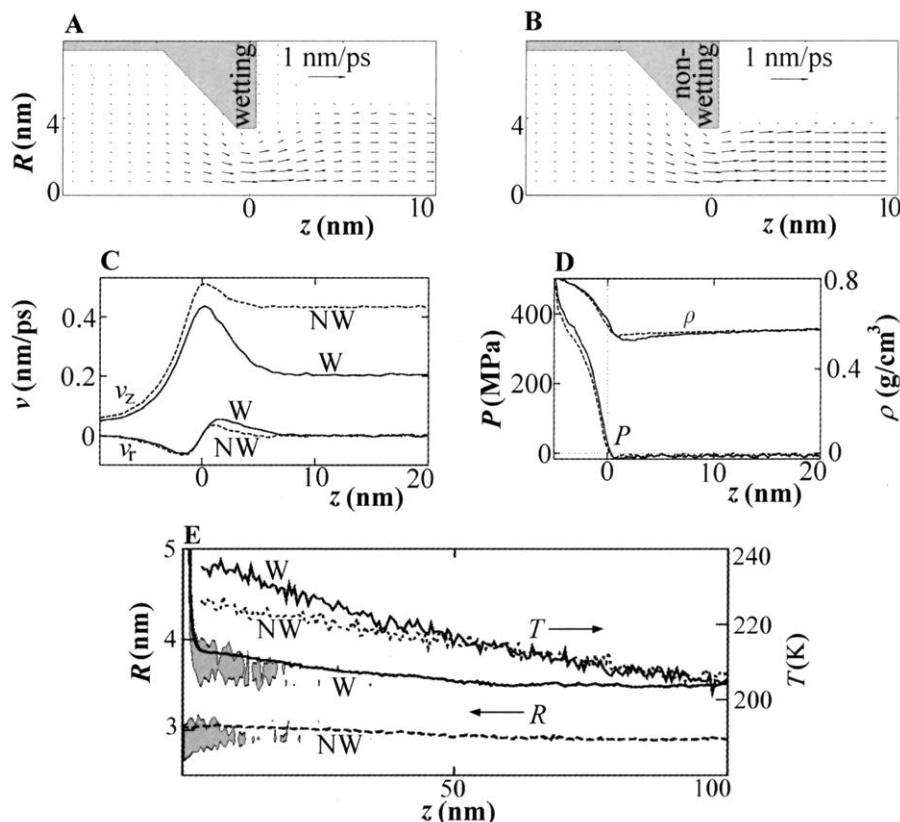 A
B
wetting
1 nm/ps
non-
wetting
1 nm/ps
R (nm)
4
0
0
10
z (nm)
4
0
0
10
z (nm)
C
D
v (nm/ps)
0.4
0.2
0
NW
W
vz
W
vr
NW
0
10
20
z (nm)
P (MPa)
400
200
0
ρ
P
0.8
0.4
0
ρ (g/cm³)
0
10
20
z (nm)
E
R (nm)
5
4
3
W
NW
T
W
R
NW
240
220
200
T (K)
50
100
z (nm)